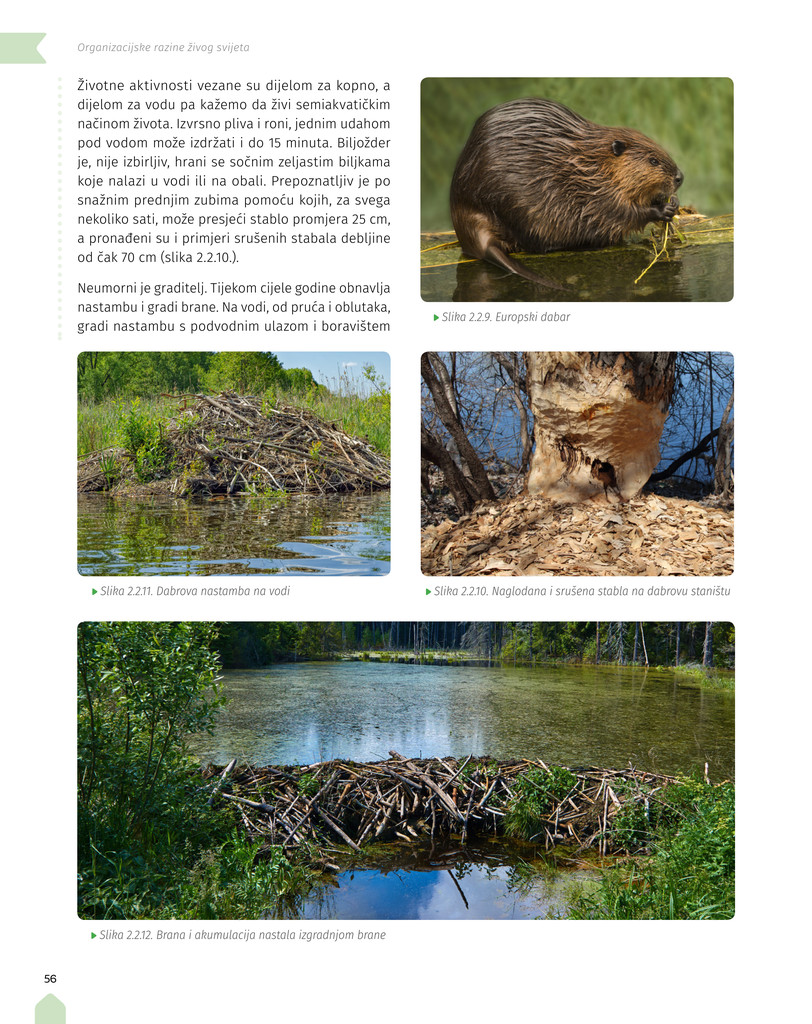 Organizacijske razine živog svijeta
Životne aktivnosti vezane su dijelom za kopno, a
dijelom za vodu pa kažemo da živi semiakvatičkim
načinom života. Izvrsno pliva i roni, jednim udahom
pod vodom može izdržati i do 15 minuta. Biljožder
je, nije izbirljiv, hrani se sočnim zeljastim biljkama
koje nalazi u vodi ili na obali. Prepoznatljiv je po
snažnim prednjim zubima pomoću kojih, za svega
nekoliko sati, može presjeći stablo promjera 25 cm,
a pronađeni su i primjeri srušenih stabala debljine
od čak 70 cm (slika 2.2.10.).
Neumorni je graditelj. Tijekom cijele godine obnavlja
nastambu i gradi brane. Na vodi, od pruća i oblutaka,
gradi nastambu s podvodnim ulazom i boravištem
Slika 2.2.9. Europski dabar
Slika 2.2.11. Dabrova nastamba na vodi
Slika 2.2.10. Naglodana i srušena stabla na dabrovu staništu
Slika 2.2.12. Brana i akumulacija nastala izgradnjom brane
56